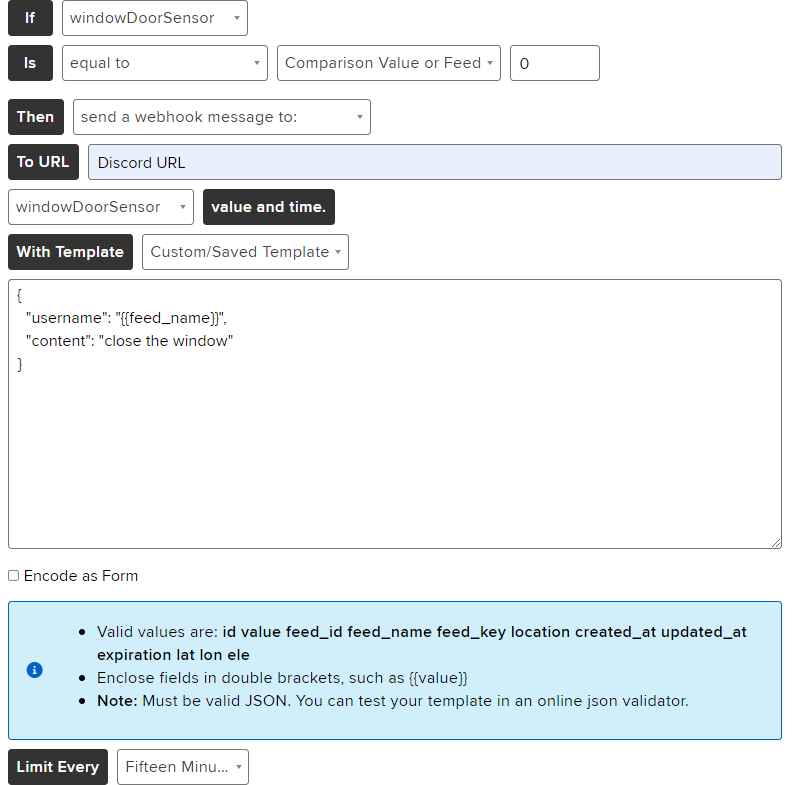 If windowDoorSensor
Is equal to Comparison Value or Feed 0
Then send a webhook message to:
To URL Discord URL
windowDoorSensor value and time.
With Template Custom/Saved Template
{
"username": "{{feed_name}}",
"content": "close the window"
}
Encode as Form
• Valid values are: id value feed_id feed_name feed_key location created_at updated_at
expiration lat lon ele
• Enclose fields in double brackets, such as {{value}}
• Note: Must be valid JSON. You can test your template in an online json validator.
Limit Every Fifteen Minu...